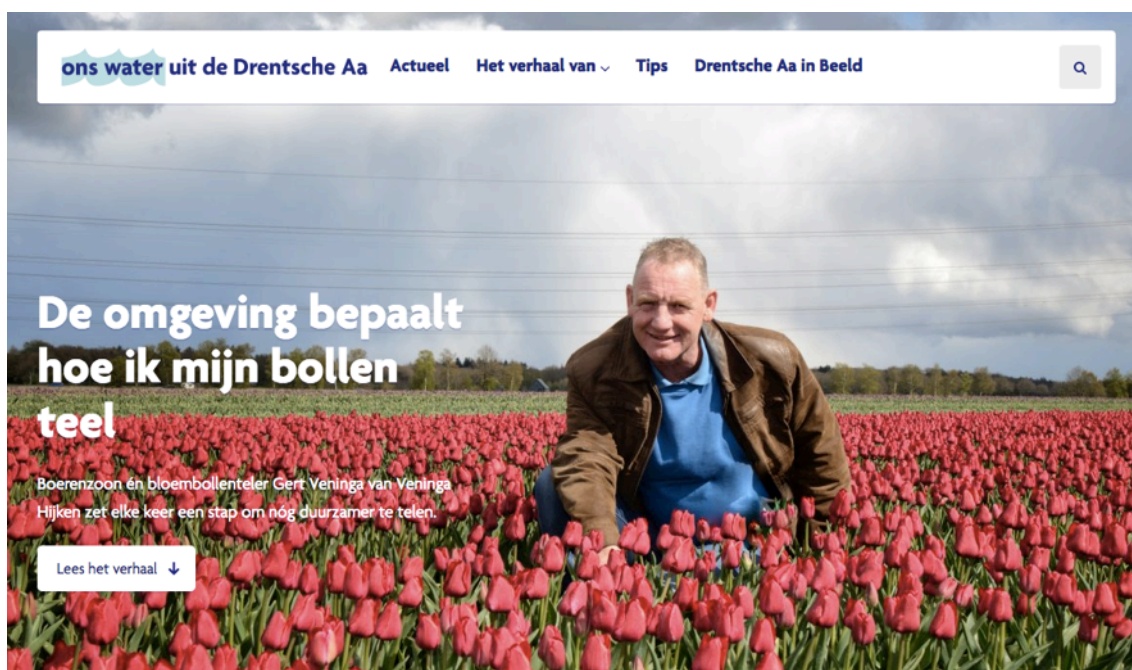 ons water uit de Drentsche Aa Actueel Het verhaal van Tips Drentsche Aa in Beeld
De omgeving bepaalt
hoe ik mijn bollen
teel
Boerenzoon én bloembollenteler Gert Veninga van Veninga
Hijken zet elke keer een stap om nóg duurzamer te telen.
Lees het verhaal